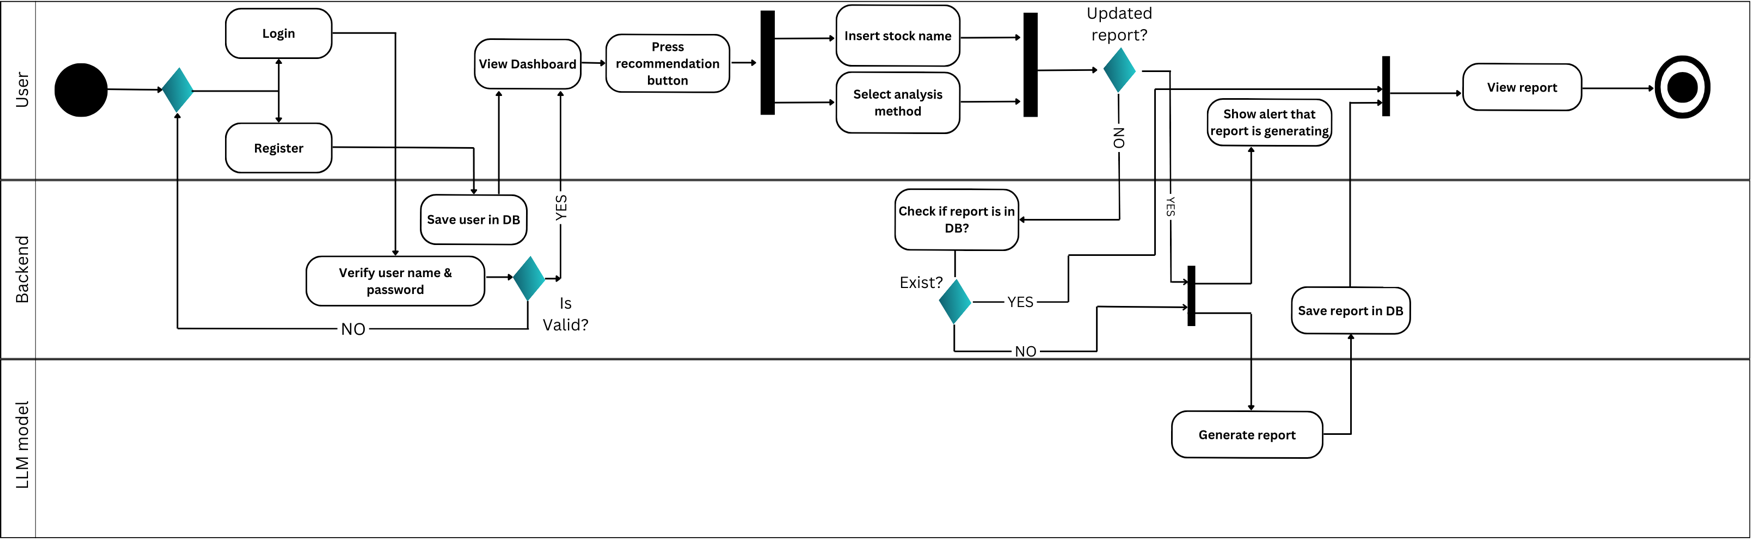 User
Login
Register
View Dashboard
Press
recommendation
button
Insert stock name
Select analysis
method
Updated
report?
NO
YES
Show alert that
report is generating
View report
Backend
Save user in DB
Verify user name &
password
YES
Is
Valid?
NO
Check if report is in
DB?
Exist?
YES
NO
Save report in DB
LLM model
Generate report